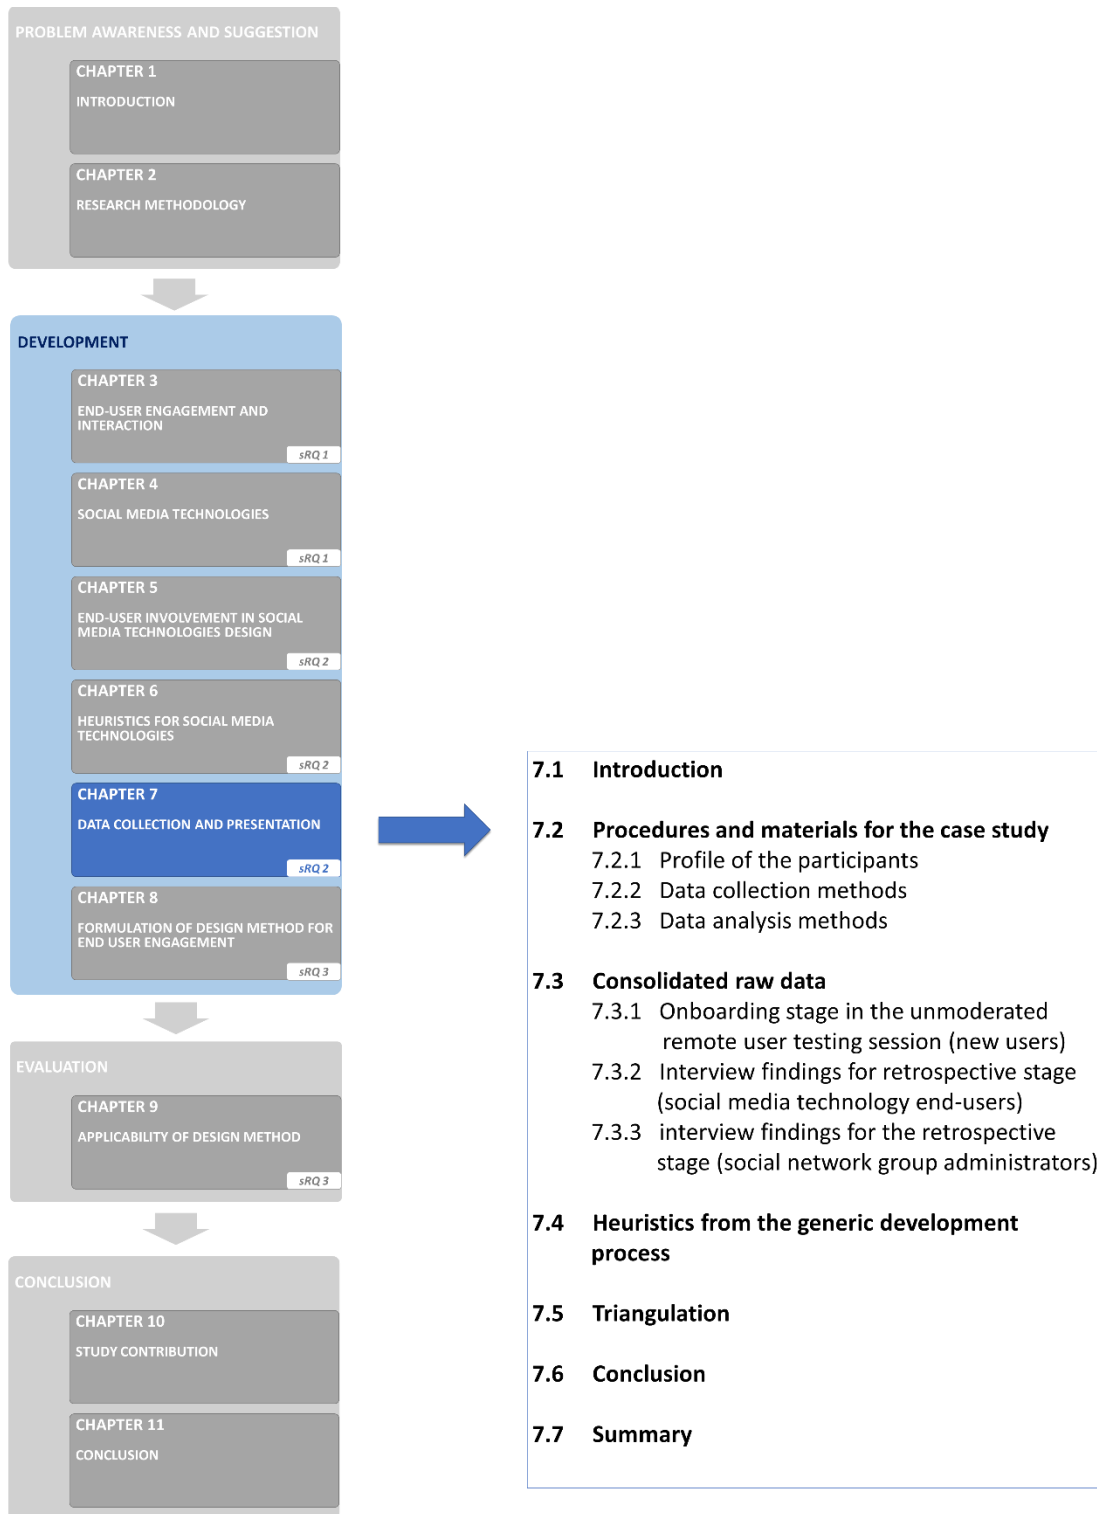 PROBLEM AWARENESS AND SUGGESTION
CHAPTER 1
INTRODUCTION
CHAPTER 2
RESEARCH METHODOLOGY
DEVELOPMENT
CHAPTER 3
END-USER ENGAGEMENT AND
INTERACTION
sRQ 1
CHAPTER 4
SOCIAL MEDIA TECHNOLOGIES
sRQ 1
CHAPTER 5
END-USER INVOLVEMENT IN SOCIAL
MEDIA TECHNOLOGIES DESIGN
sRQ 2
CHAPTER 6
HEURISTICS FOR SOCIAL MEDIA
TECHNOLOGIES
sRQ 2
CHAPTER 7
DATA COLLECTION AND PRESENTATION
sRQ 2
CHAPTER 8
FORMULATION OF DESIGN METHOD FOR
END USER ENGAGEMENT
sRQ 3
EVALUATION
CHAPTER 9
APPLICABILITY OF DESIGN METHOD
sRQ 3
CONCLUSION
CHAPTER 10
STUDY CONTRIBUTION
CHAPTER 11
CONCLUSION
7.1 Introduction
7.2 Procedures and materials for the case study
7.2.1 Profile of the participants
7.2.2 Data collection methods
7.2.3 Data analysis methods
7.3 Consolidated raw data
7.3.1 Onboarding stage in the unmoderated
remote user testing session (new users)
7.3.2 Interview findings for retrospective stage
(social media technology end-users)
7.3.3 interview findings for the retrospective
stage (social network group administrators)
7.4 Heuristics from the generic development
process
7.5 Triangulation
7.6 Conclusion
7.7 Summary